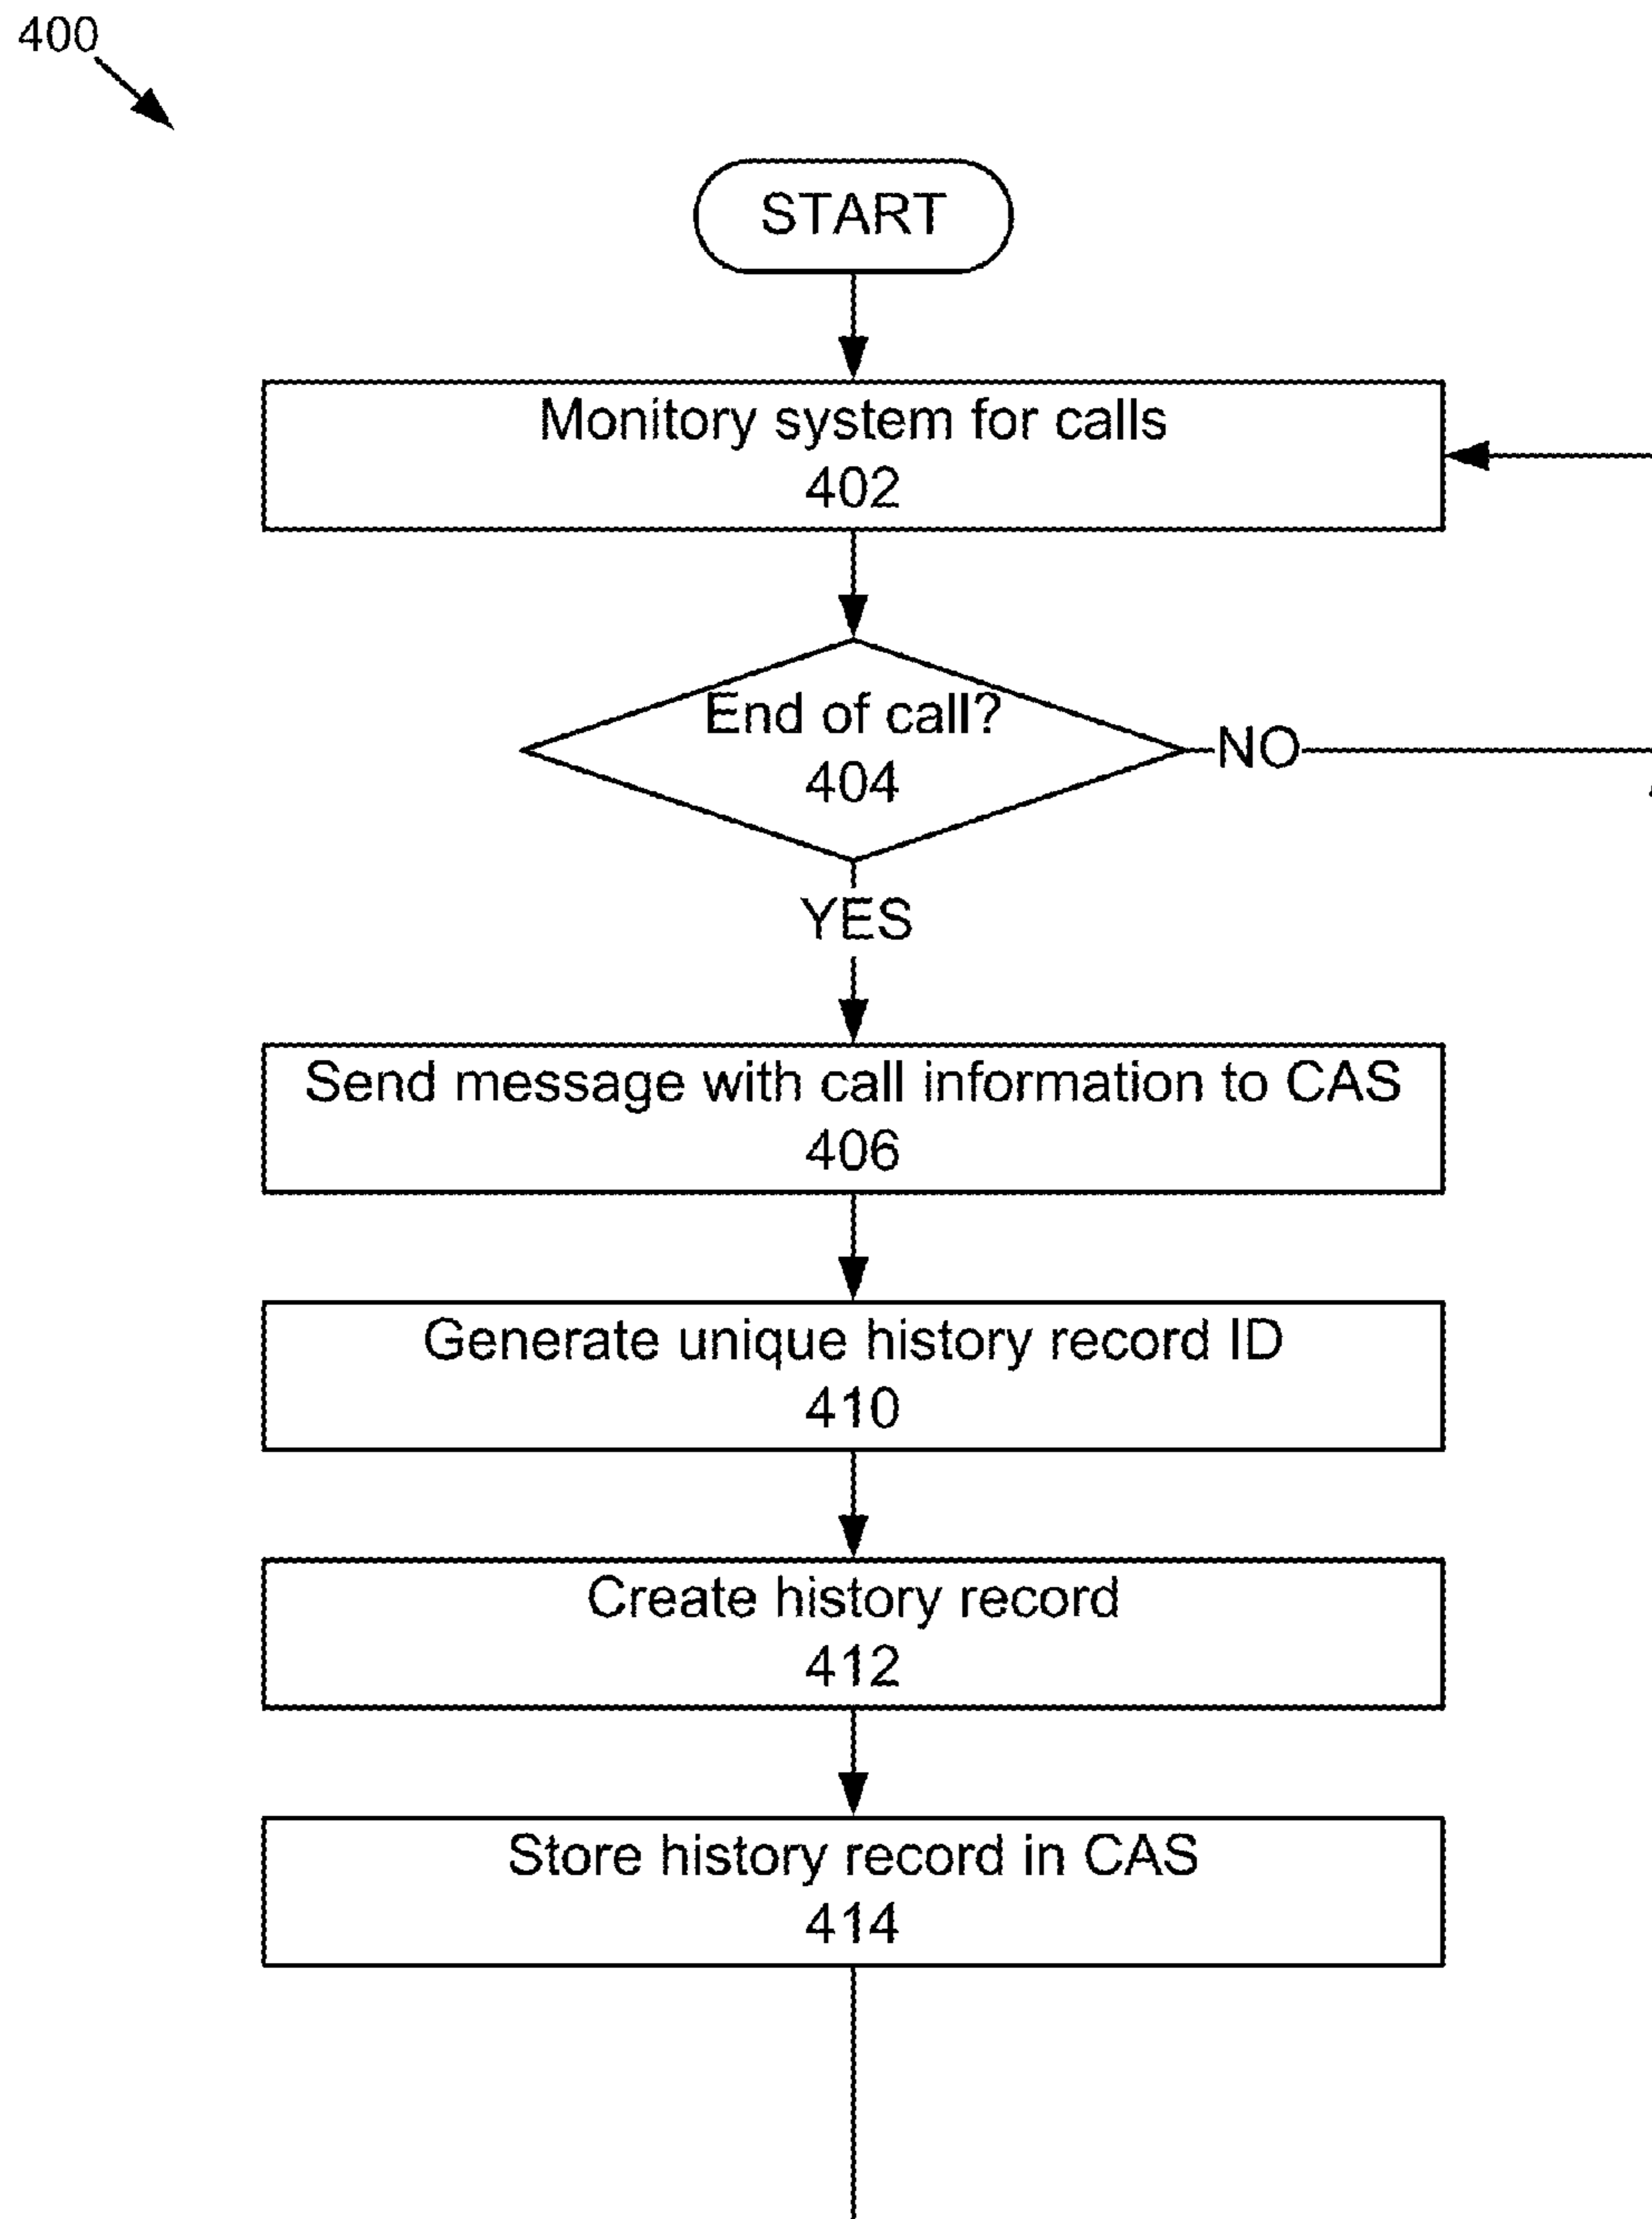 400
START
Monitory system for calls
402
End of call?
404
NO
YES
Send message with call information to CAS
406
Generate unique history record ID
410
Create history record
412
Store history record in CAS
414